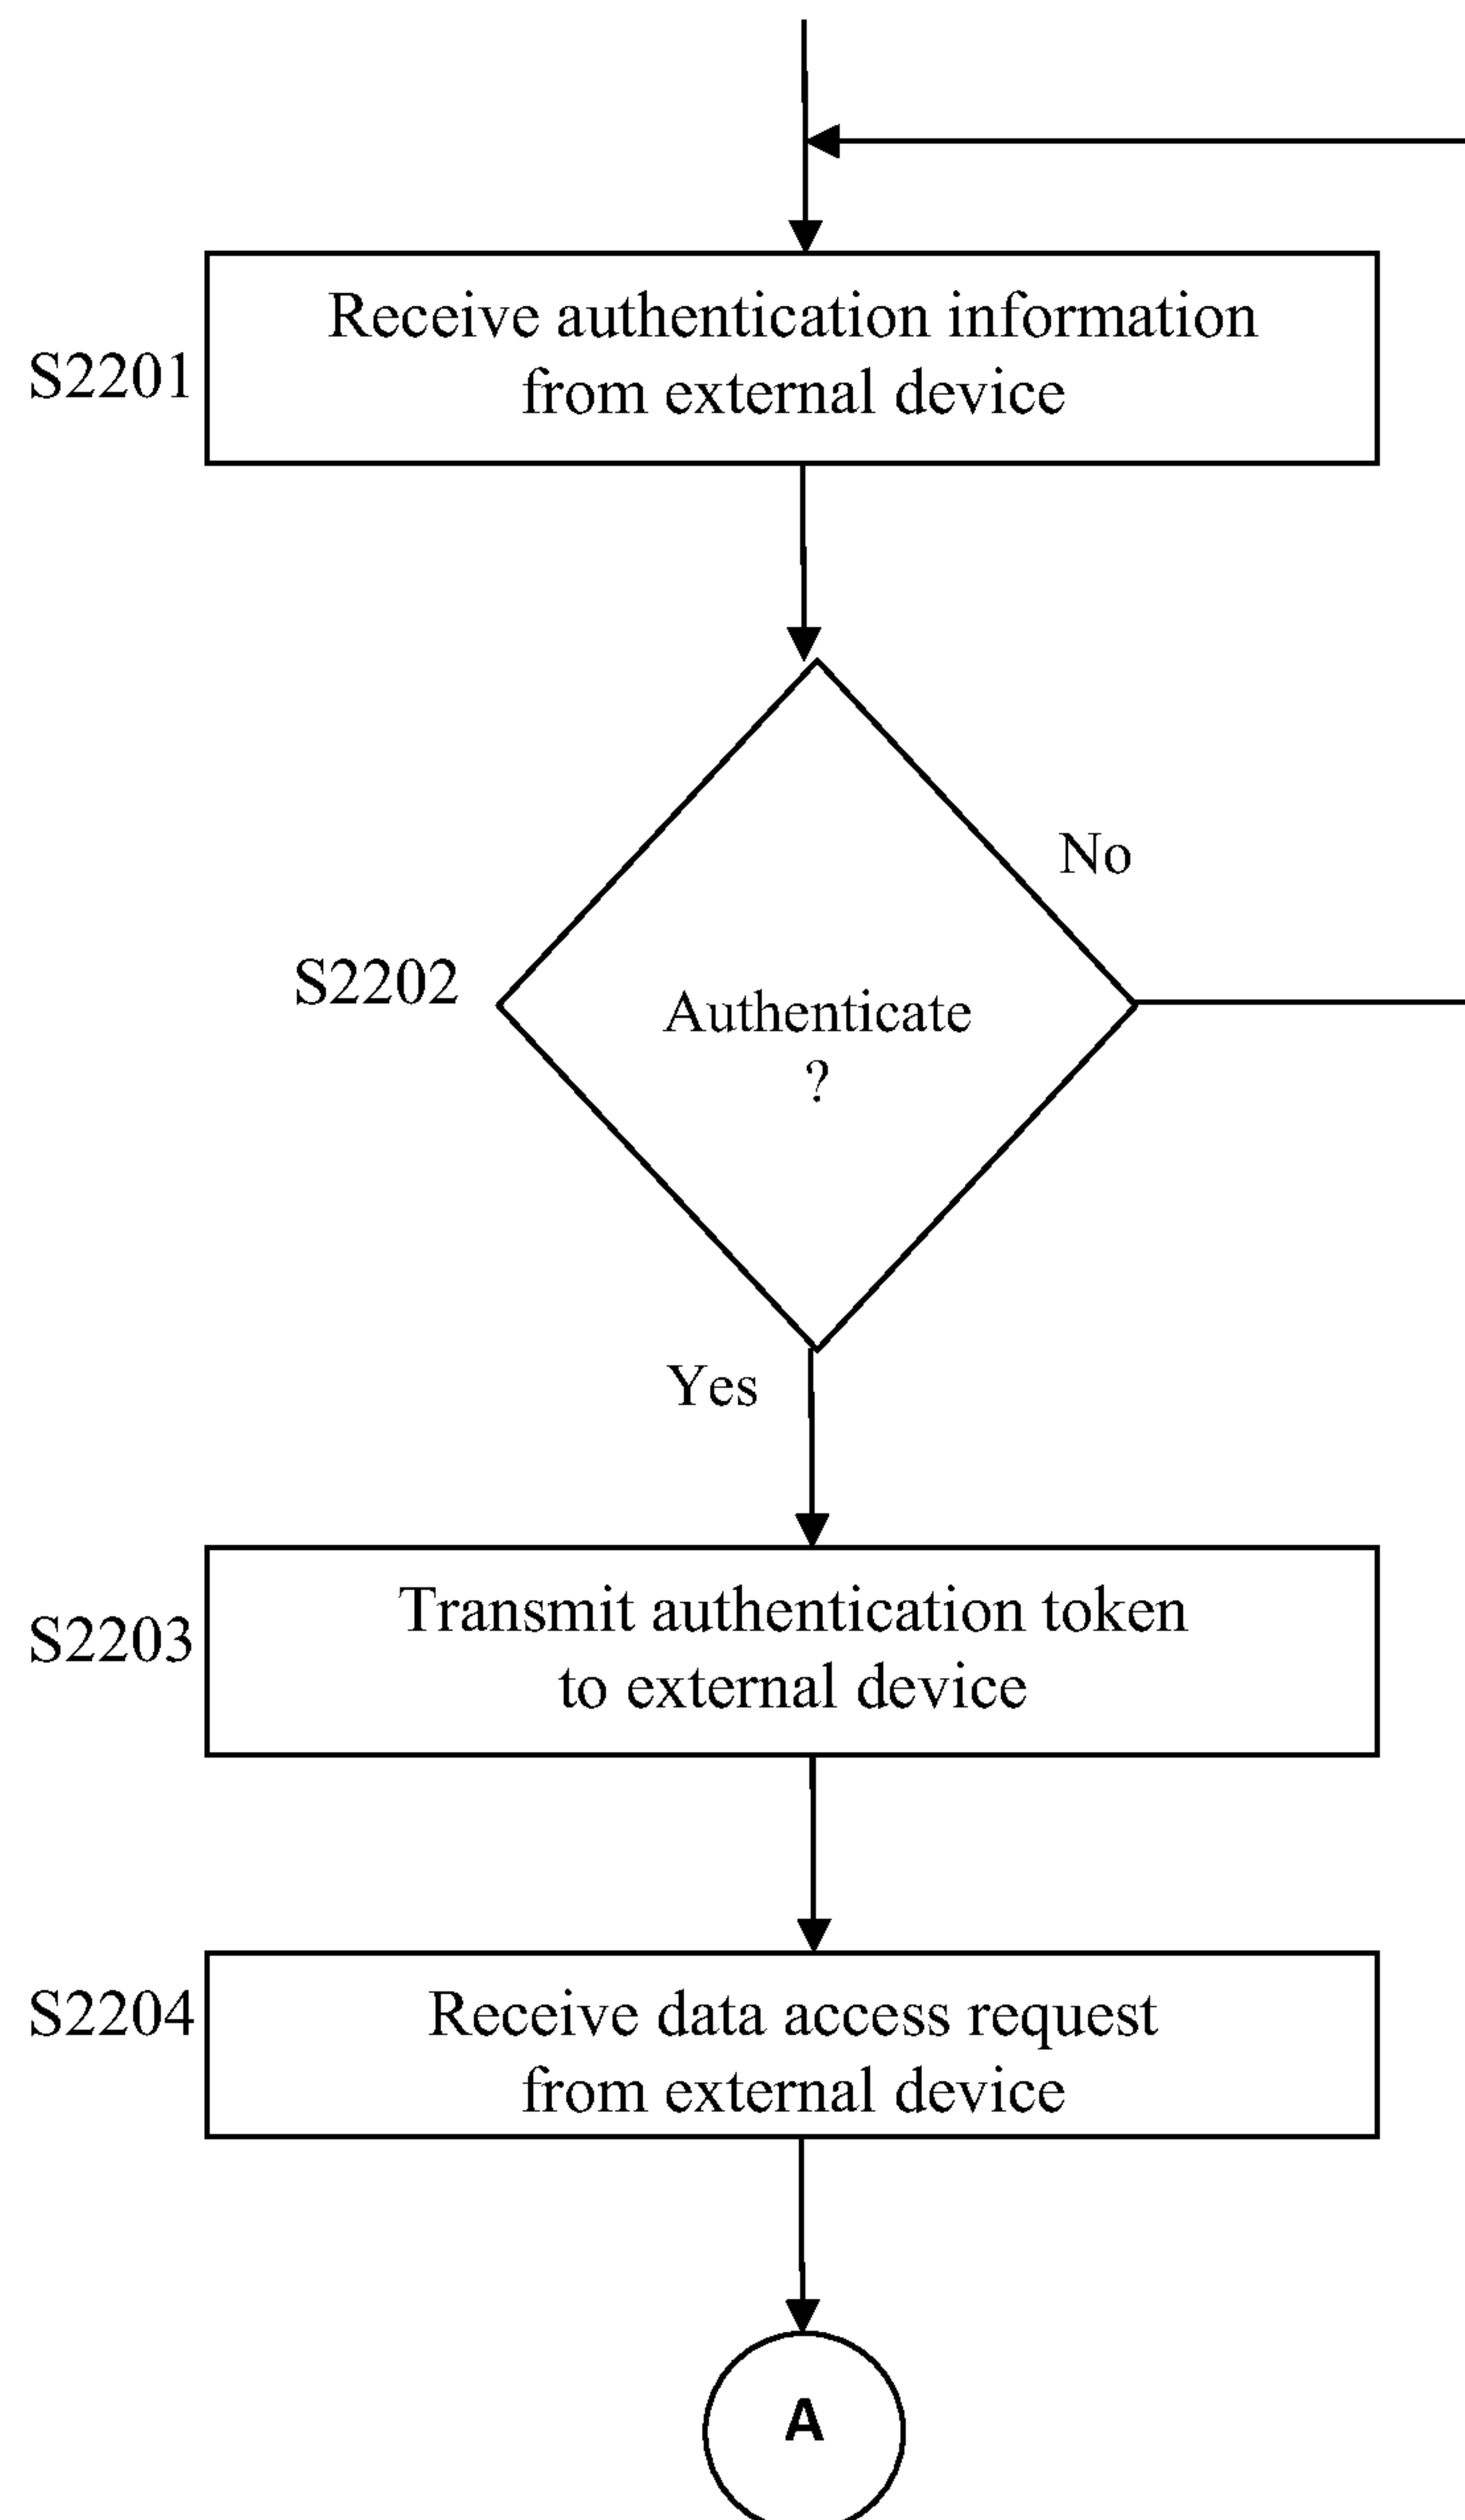 Receive authentication information
S2201
from external device
No
S2202
Authenticate
?
Yes
Transmit authentication token
S2203
to external device
S2204
Receive data access request
from external device
A